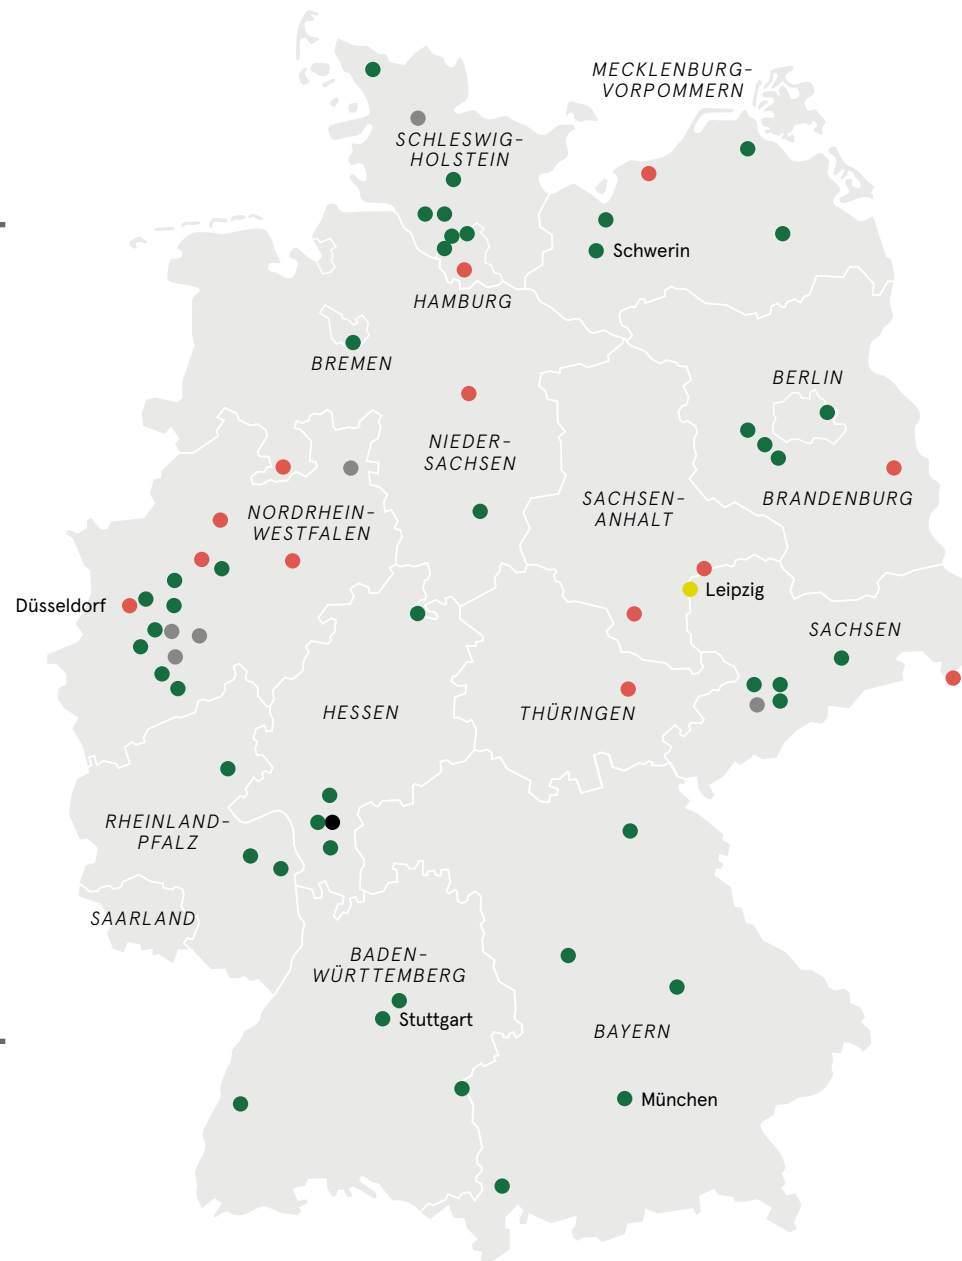 MECKLENBURG-
VORPOMMERN
SCHLESWIG-
HOLSTEIN
Schwerin
HAMBURG
BREMEN
BERLIN
NIEDER-
SACHSEN
SACHSEN-
ANHALT
BRANDENBURG
NORDRHEIN-
WESTFALEN
Leipzig
Düsseldorf
SACHSEN
HESSEN
THÜRINGEN
RHEINLAND-
PFALZ
SAARLAND
BADEN-
WÜRTTEMBERG
Stuttgart
BAYERN
München